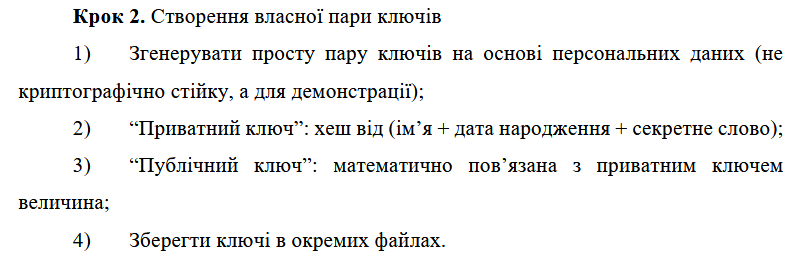 Крок 2. Створення власної пари ключів
1) Згенерувати просту пару ключів на основі персональних даних (не
криптографічно стійку, а для демонстрації);
2) “Приватний ключ”: хеш від (ім’я + дата народження + секретне слово);
3) “Публічний ключ”: математично пов’язана з приватним ключем
величина;
4) Зберегти ключі в окремих файлах.